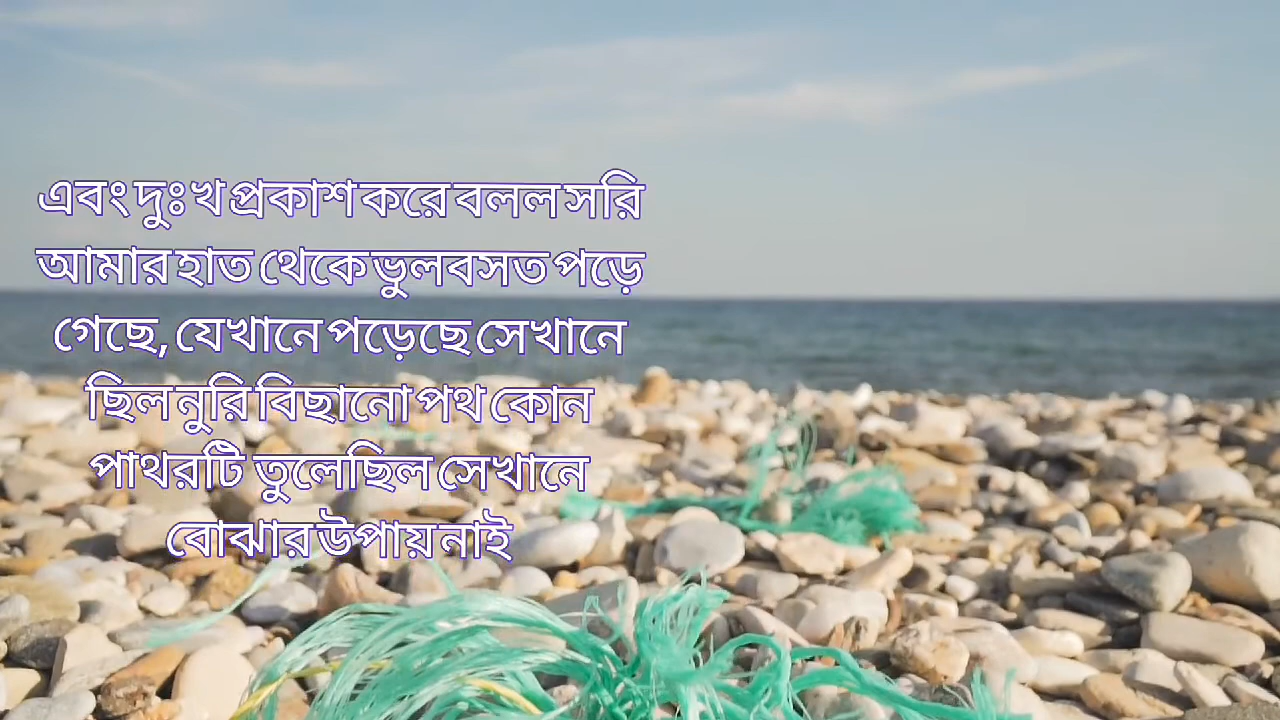 এবং দুঃখ প্রকাশ করে বলল সরি
আমার হাত থেকে ভুলবসত পড়ে
গেছে, যেখানে পড়েছে সেখানে
ছিল নুরি বিছানো পথ কোন
পাথরটি তুলেছিল সেখানে
বোঝার উপায় নাই